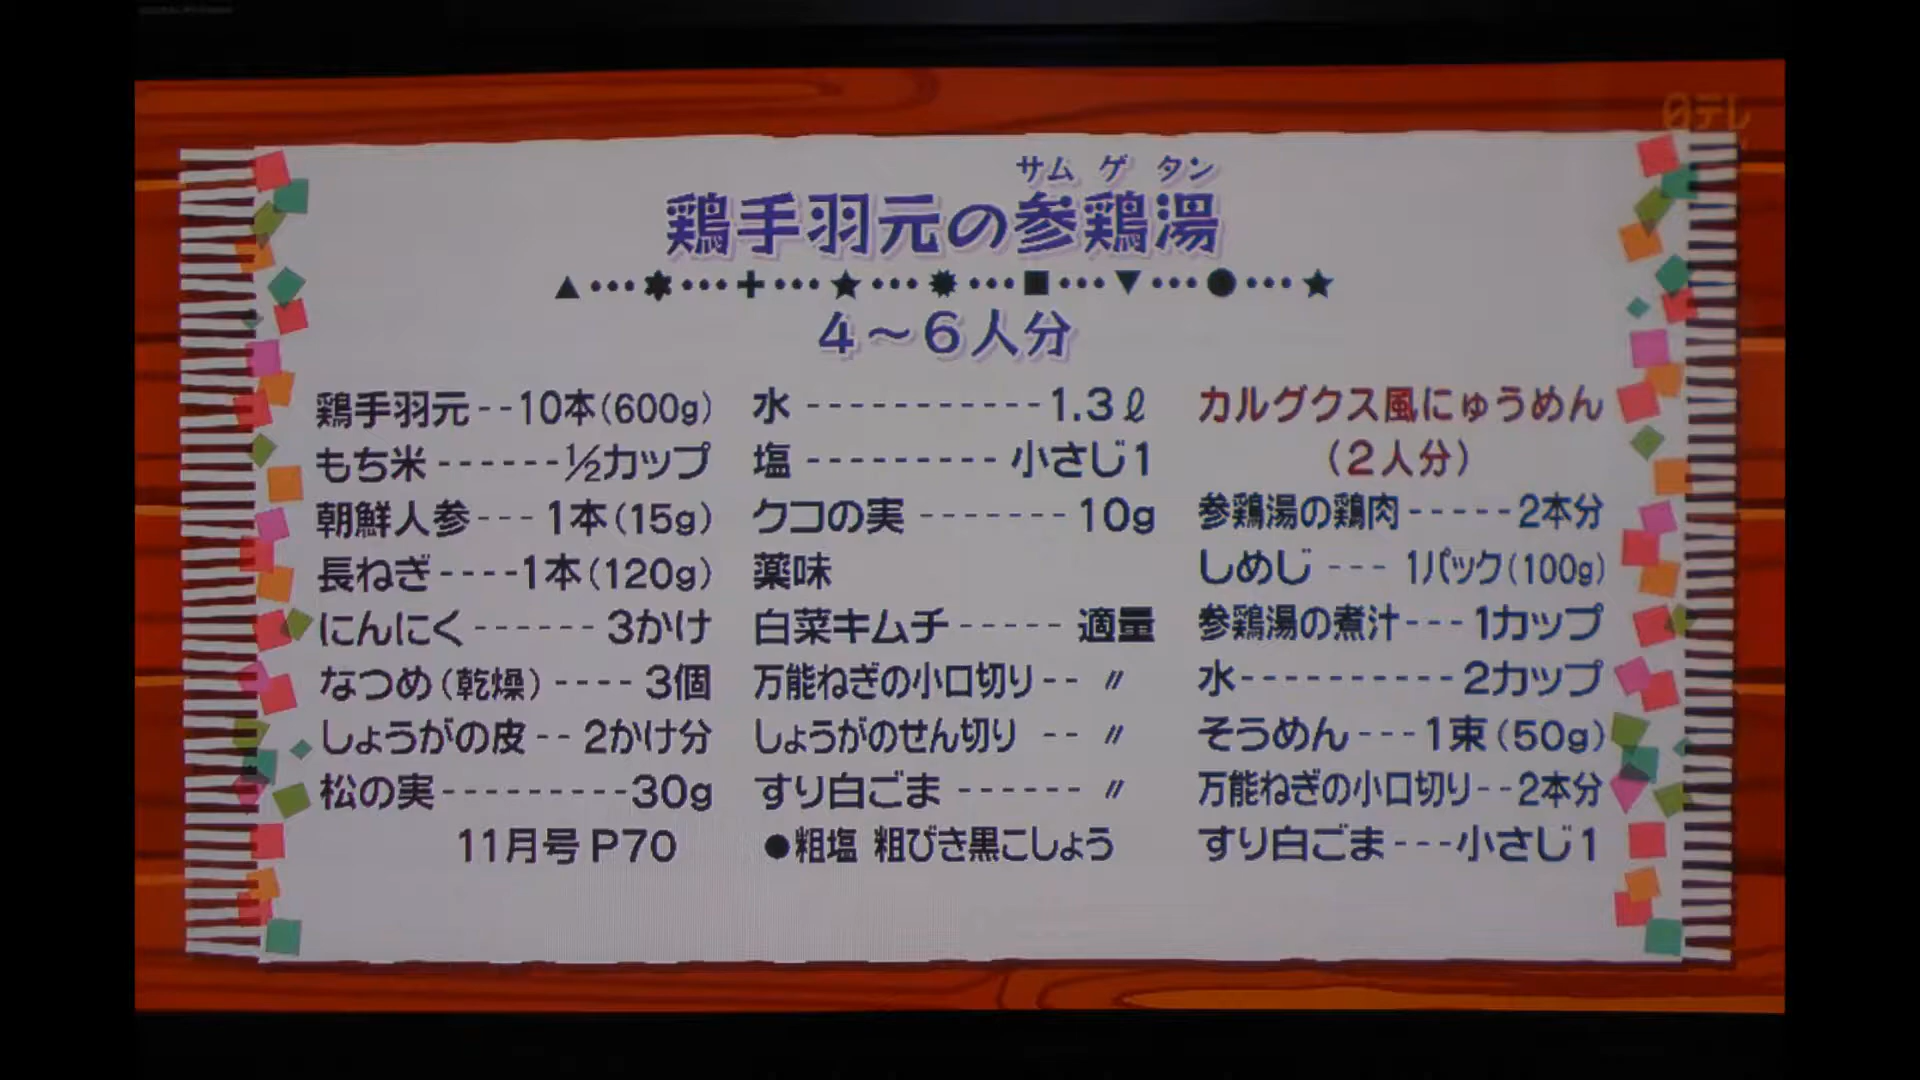 日テレ
サムゲタン
鶏手羽元の参鶏湯
4～6人分
鶏手羽元--10本(600g)
もち米------½カップ
朝鮮人参---1本(15g)
長ねぎ----1本(120g)
にんにく------3かけ
なつめ(乾燥)----3個
しょうがの皮--2かけ分
松の実---------30g
11月号P70
水-----------1.3ℓ
塩---------小さじ1
クコの実-------10g
薬味
白菜キムチ-----適量
万能ねぎの小口切り--〃
しょうがのせん切り--〃
すり白ごま------〃
●粗塩 粗びき黒こしょう
カルグクス風にゅうめん
(2人分)
参鶏湯の鶏肉-----2本分
しめじ---1パック(100g)
参鶏湯の煮汁---1カップ
水----------2カップ
そうめん---1束(50g)
万能ねぎの小口切り--2本分
すり白ごま---小さじ1